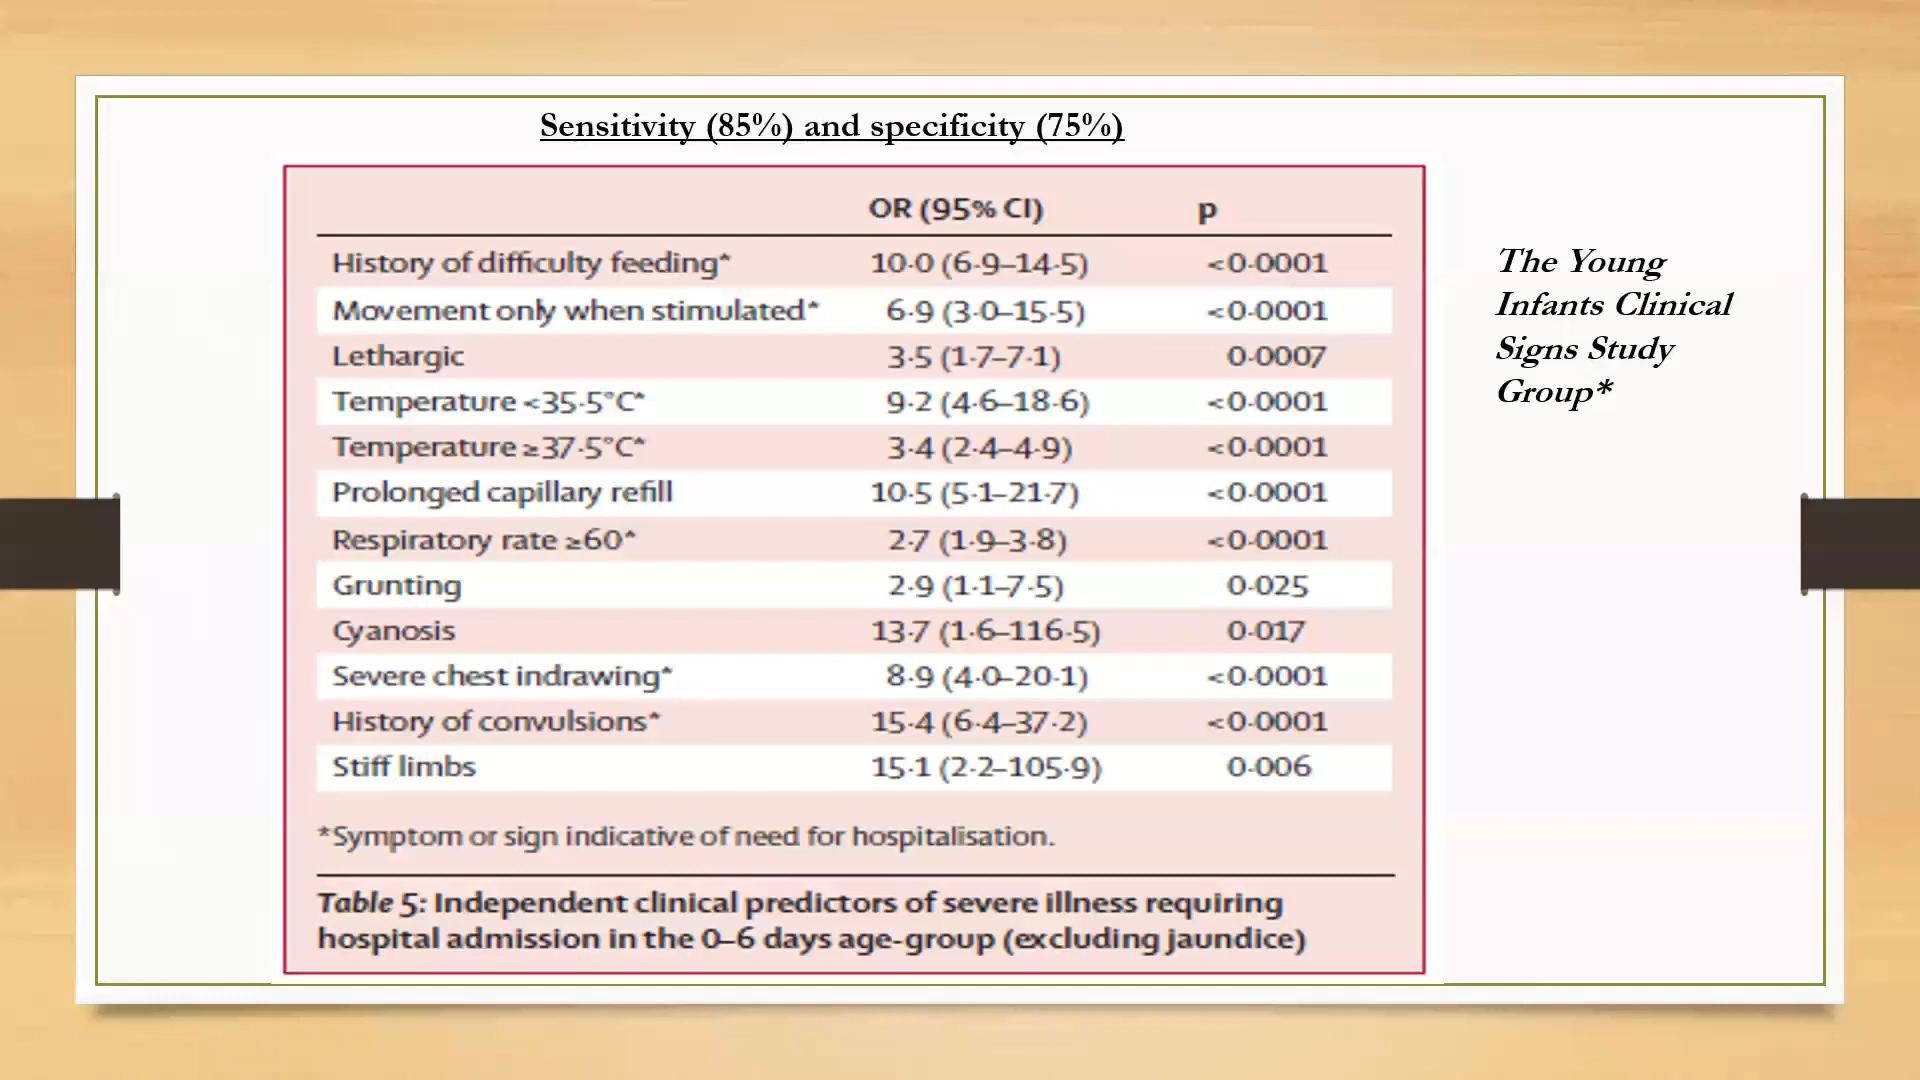 Sensitivity (85%) and specificity (75%)
OR (95% CI) p
History of difficulty feeding* 10·0 (6·9–14·5) <0·0001
Movement only when stimulated* 6·9 (3·0–15·5) <0·0001
Lethargic 3·5 (1·7–7·1) 0·0007
Temperature <35·5°C* 9·2 (4·6–18·6) <0·0001
Temperature ≥37·5°C* 3·4 (2·4–4·9) <0·0001
Prolonged capillary refill 10·5 (5·1–21·7) <0·0001
Respiratory rate ≥60* 2·7 (1·9–3·8) <0·0001
Grunting 2·9 (1·1–7·5) 0·025
Cyanosis 13·7 (1·6–116·5) 0·017
Severe chest indrawing* 8·9 (4·0–20·1) <0·0001
History of convulsions* 15·4 (6·4–37·2) <0·0001
Stiff limbs 15·1 (2·2–105·9) 0·006
*Symptom or sign indicative of need for hospitalisation.
Table 5: Independent clinical predictors of severe illness requiring
hospital admission in the 0–6 days age-group (excluding jaundice)
The Young
Infants Clinical
Signs Study
Group*